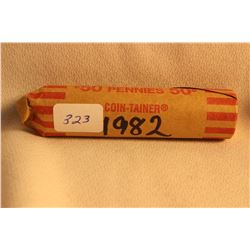 50 PENNIES 50¢
COIN-TAINER®
323
1982